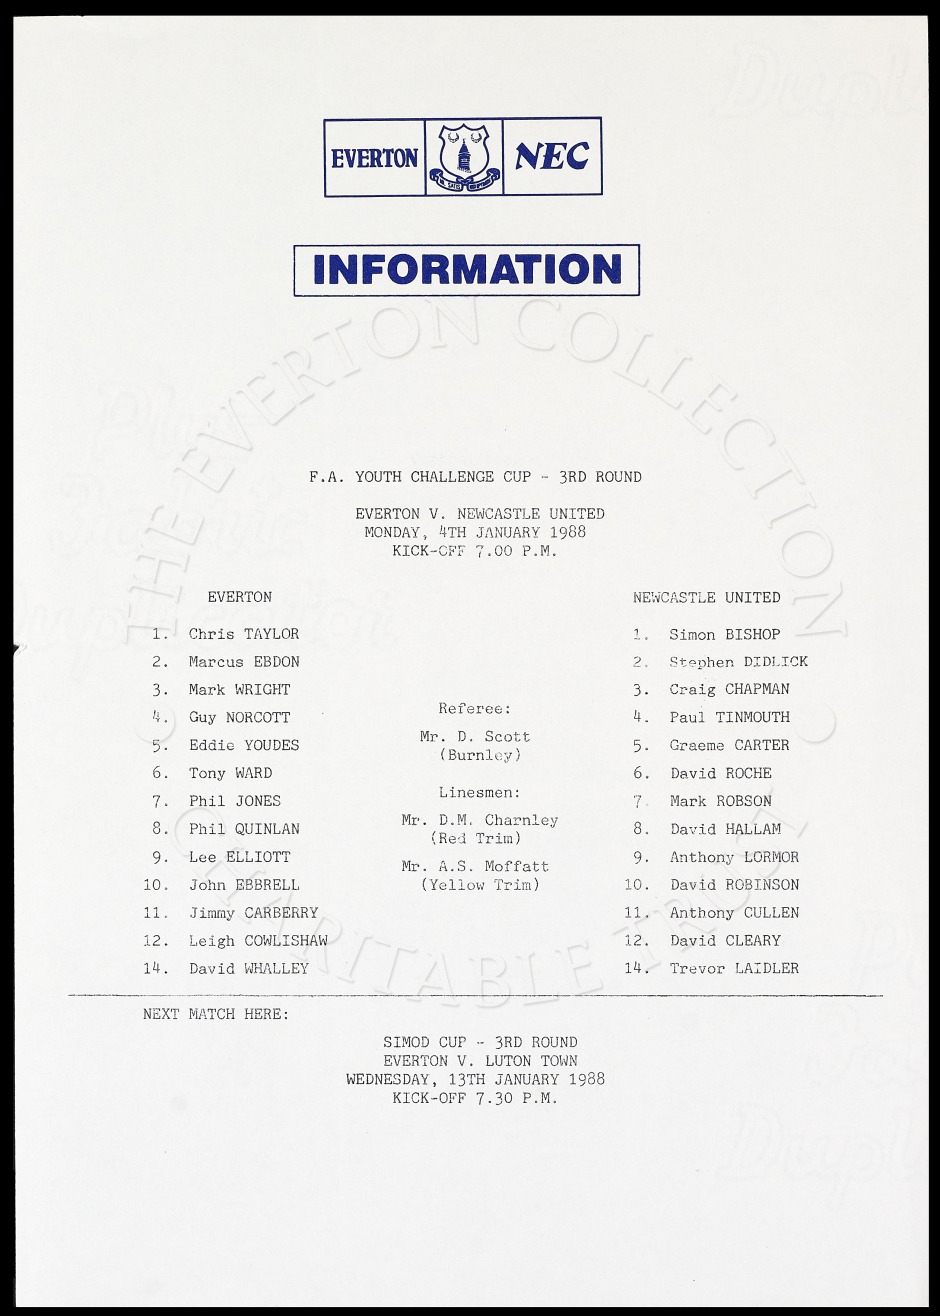 EVERTON NEC
INFORMATION
THE EVERTON COLLECTION
CHARITABLE TRUST
F.A. YOUTH CHALLENGE CUP - 3RD ROUND
EVERTON V. NEWCASTLE UNITED
MONDAY, 4TH JANUARY 1988
KICK-OFF 7.00 P.M.
EVERTON
1. Chris TAYLOR
2. Marcus EBDON
3. Mark WRIGHT
4. Guy NORCOTT
5. Eddie YOUDES
6. Tony WARD
7. Phil JONES
8. Phil QUINLAN
9. Lee ELLIOTT
10. John EBBRELL
11. Jimmy CARBERRY
12. Leigh COWLISHAW
14. David WHALLEY
Referee:
Mr. D. Scott
(Burnley)
Linesmen:
Mr. D.M. Charnley
(Red Trim)
Mr. A.S. Moffatt
(Yellow Trim)
NEWCASTLE UNITED
1. Simon BISHOP
2. Stephen DIDLICK
3. Craig CHAPMAN
4. Paul TINMOUTH
5. Graeme CARTER
6. David ROCHE
7. Mark ROBSON
8. David HALLAM
9. Anthony LORMOR
10. David ROBINSON
11. Anthony CULLEN
12. David CLEARY
14. Trevor LAIDLER
NEXT MATCH HERE:
SIMOD CUP - 3RD ROUND
EVERTON V. LUTON TOWN
WEDNESDAY, 13TH JANUARY 1988
KICK-OFF 7.30 P.M.